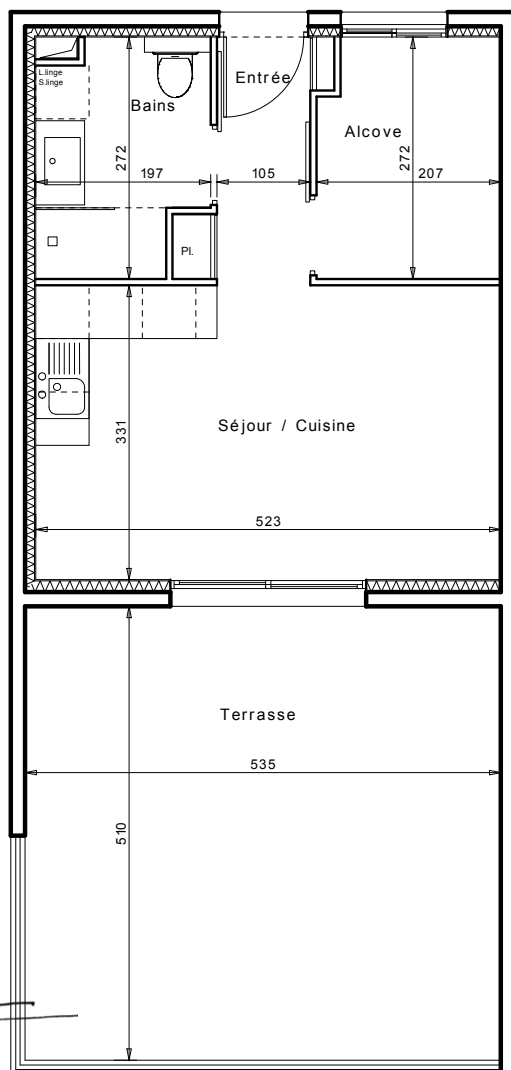 L.linge
S.linge
Bains
Entrée
Alcove
272
197
105
272
207
Pl.
331
Séjour / Cuisine
523
Terrasse
535
510